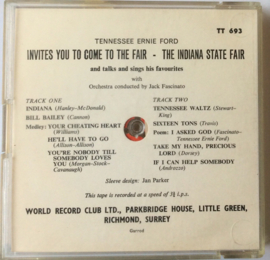 TT 693
TENNESSEE ERNIE FORD
INVITES YOU TO COME TO THE FAIR - THE INDIANA STATE FAIR
and talks and sings his favourites
with
Orchestra conducted by Jack Fascinato
TRACK ONE
INDIANA (Hanley-McDonald)
BILL BAILEY (Cannon)
Medley: YOUR CHEATING HEART
(Williams)
HE'LL HAVE TO GO
(Allison-Allison)
YOU'RE NOBODY TILL
SOMEBODY LOVES
YOU (Morgan-Stock-
Cavanaugh)
TRACK TWO
TENNESSEE WALTZ (Stewart-
King)
SIXTEEN TONS (Travis)
Poem: I ASKED GOD (Fascinato-
Tennessee Ernie Ford)
TAKE MY HAND, PRECIOUS
LORD (Dorsey)
IF I CAN HELP SOMEBODY
(Androzzo)
Sleeve design: Jan Parker
This tape is recorded at a speed of 3¾ i.p.s.
WORLD RECORD CLUB LTD., PARKBRIDGE HOUSE, LITTLE GREEN,
RICHMOND, SURREY
Garrod